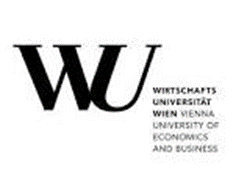 WU
WIRTSCHAFTS
UNIVERSITÄT
WIEN VIENNA
UNIVERSITY OF
ECONOMICS
AND BUSINESS